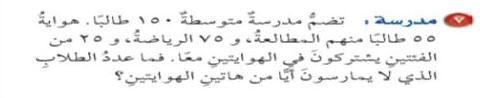 ٧ مدرسة: تضمُّ مدرسةٌ متوسطةٌ ١٥٠ طالبًا. هوايةُ
٥٥ طالبًا منهم المطالعةُ، و ٧٥ الرياضةُ، و ٢٥ من
الفئتينِ يشتركونَ في الهوايتينِ معًا. فما عددُ الطلابِ
الذي لا يمارسونَ أيًّا من هاتينِ الهوايتينِ؟